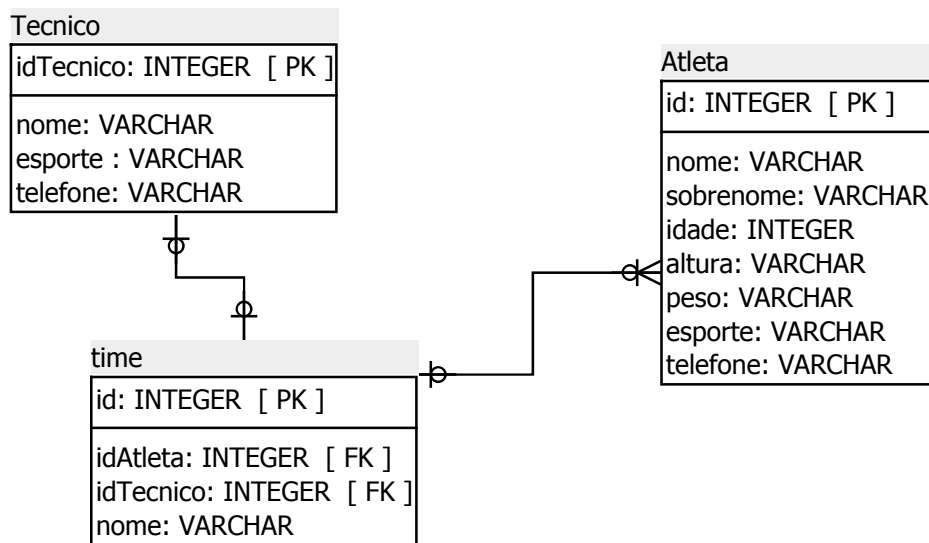 Tecnico
idTecnico: INTEGER [ PK ]
nome: VARCHAR
esporte : VARCHAR
telefone: VARCHAR
Atleta
id: INTEGER [ PK ]
nome: VARCHAR
sobrenome: VARCHAR
idade: INTEGER
altura: VARCHAR
peso: VARCHAR
esporte: VARCHAR
telefone: VARCHAR
time
id: INTEGER [ PK ]
idAtleta: INTEGER [ FK ]
idTecnico: INTEGER [ FK ]
nome: VARCHAR